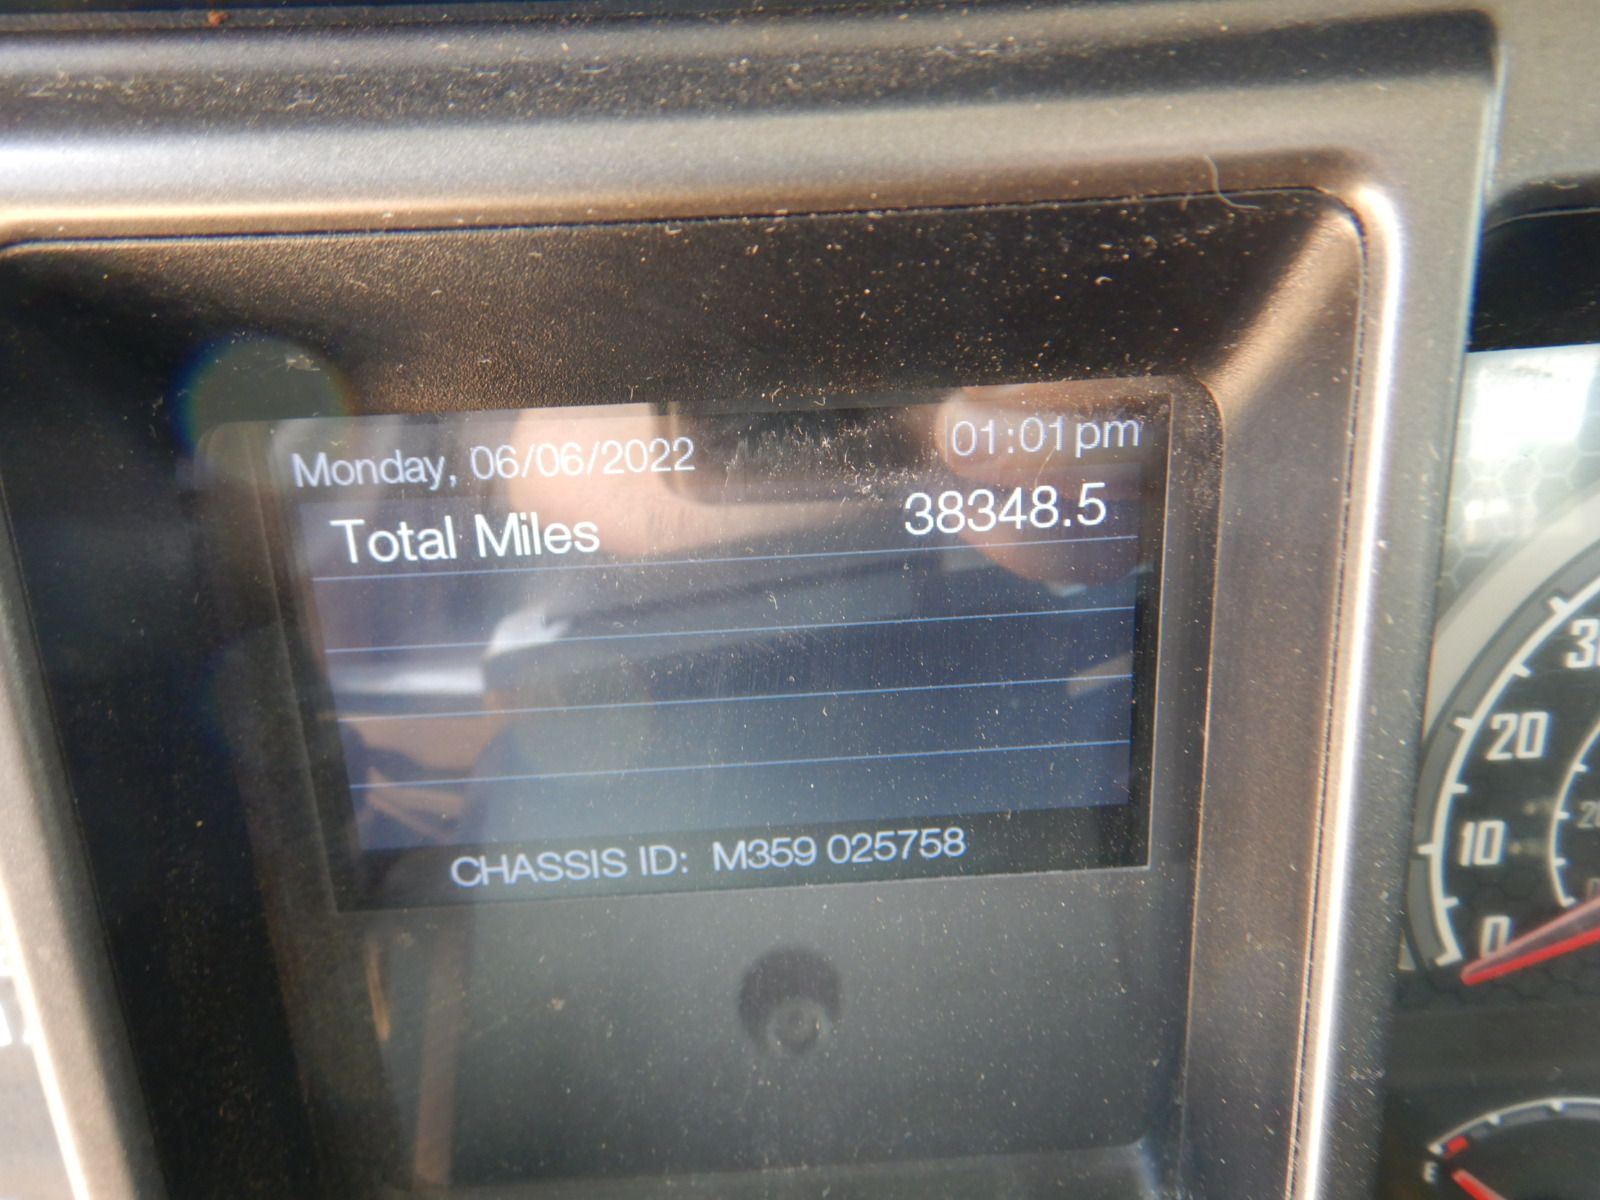 Monday, 06/06/2022 01:01pm
Total Miles 38348.5
CHASSIS ID: M359 025758
20
10
0
E